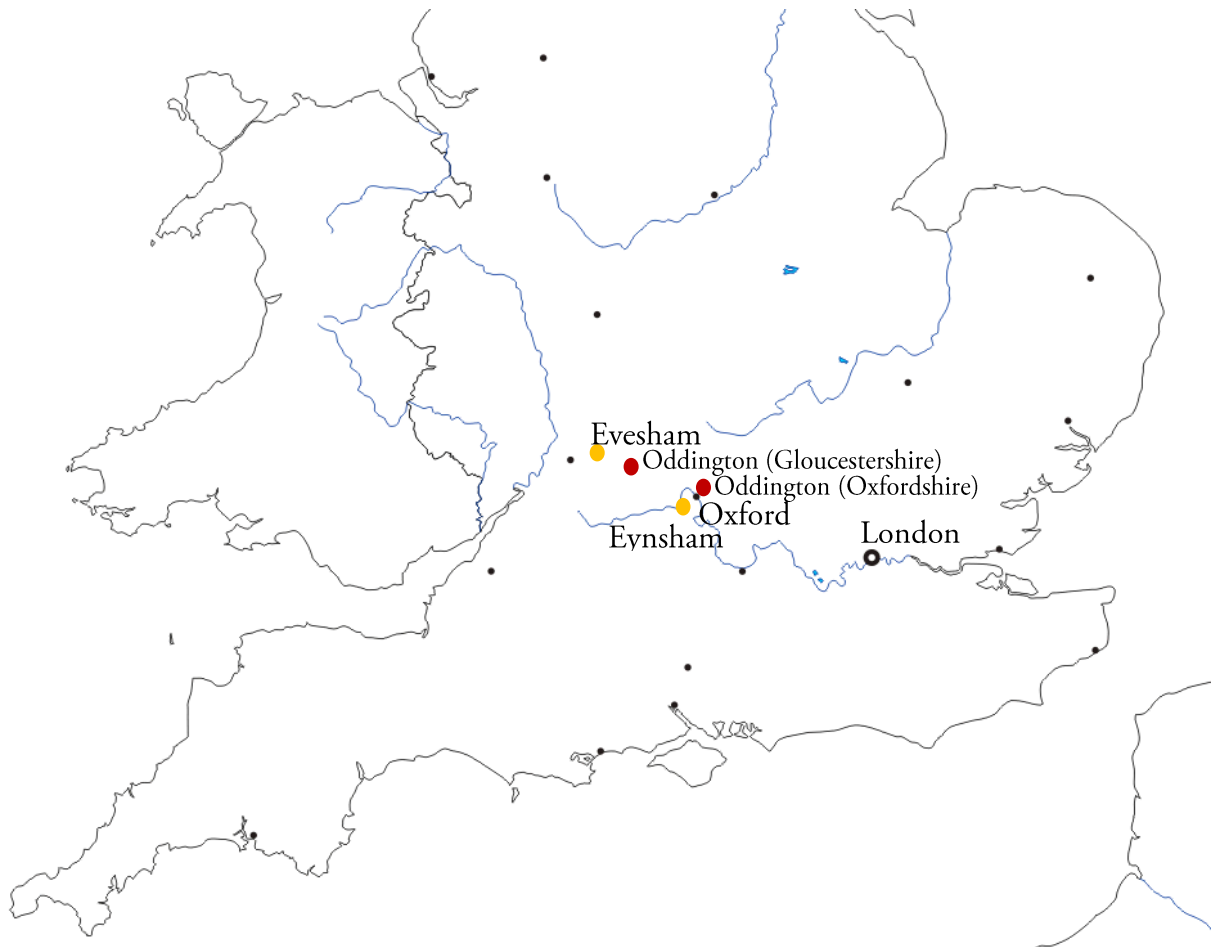 Evesham
Oddington (Gloucestershire)
Oddington (Oxfordshire)
Oxford
Eynsham
London